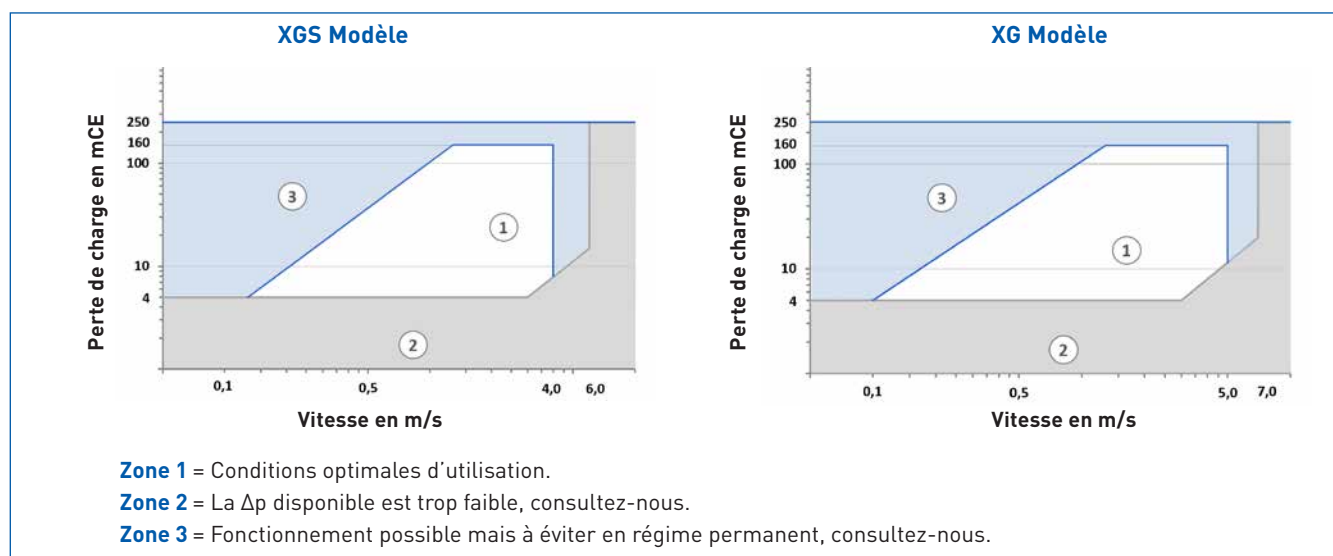 XGS Modèle
Perte de charge en mCE
250
160
100
10
4
3
1
2
0,1
0,5
4,0
6,0
Vitesse en m/s
XG Modèle
Perte de charge en mCE
250
160
100
10
4
3
1
2
0,1
0,5
5,0
7,0
Vitesse en m/s
Zone 1 = Conditions optimales d’utilisation.
Zone 2 = La Δp disponible est trop faible, consultez-nous.
Zone 3 = Fonctionnement possible mais à éviter en régime permanent, consultez-nous.